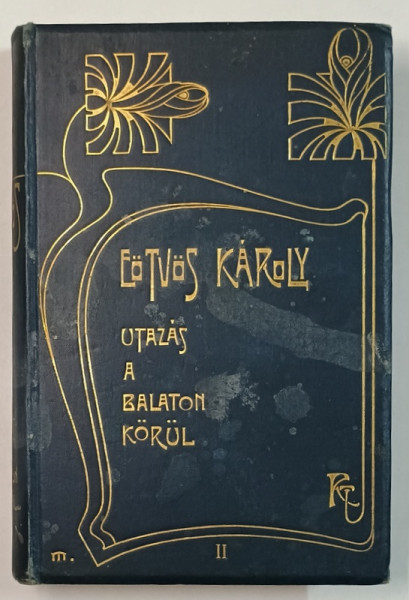 EÖTVÖS KÁROLY
UTAZÁS
A
BALATON
KÖRÜL
m.
II